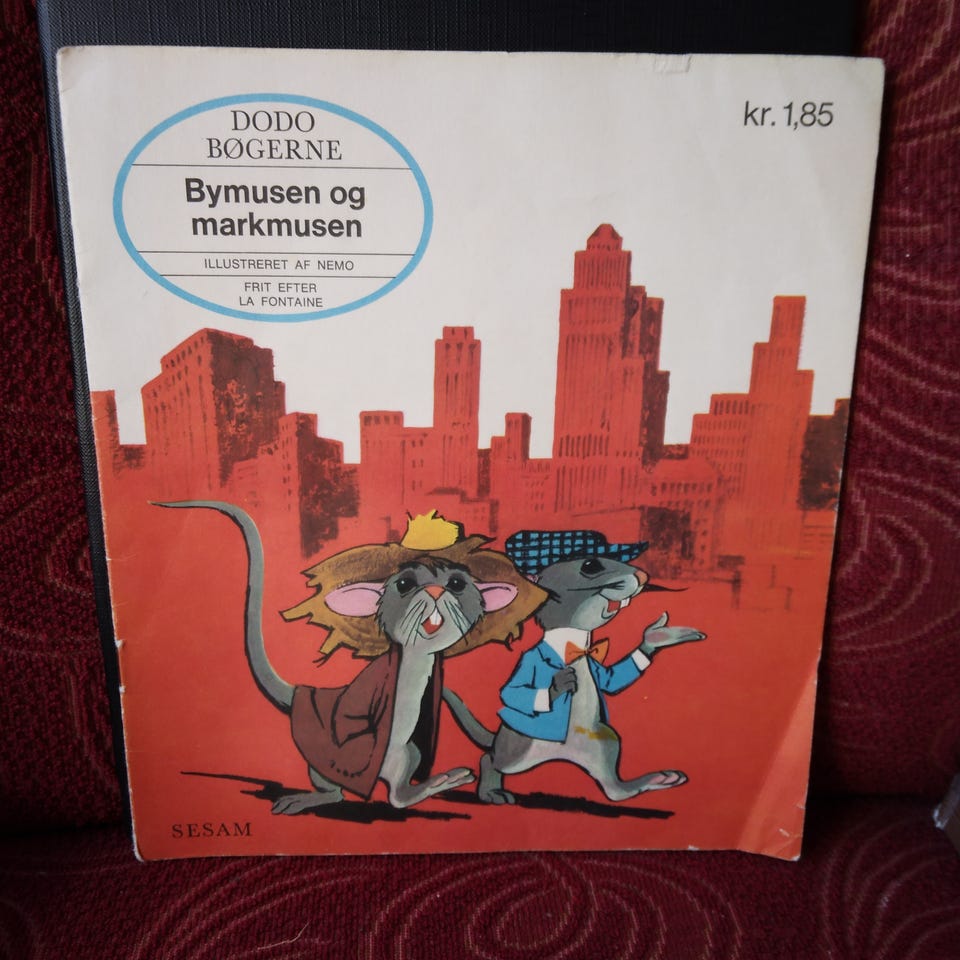 DODO
BØGERNE
kr. 1,85
Bymusen og
markmusen
ILLUSTRERET AF NEMO
FRIT EFTER
LA FONTAINE
SESAM